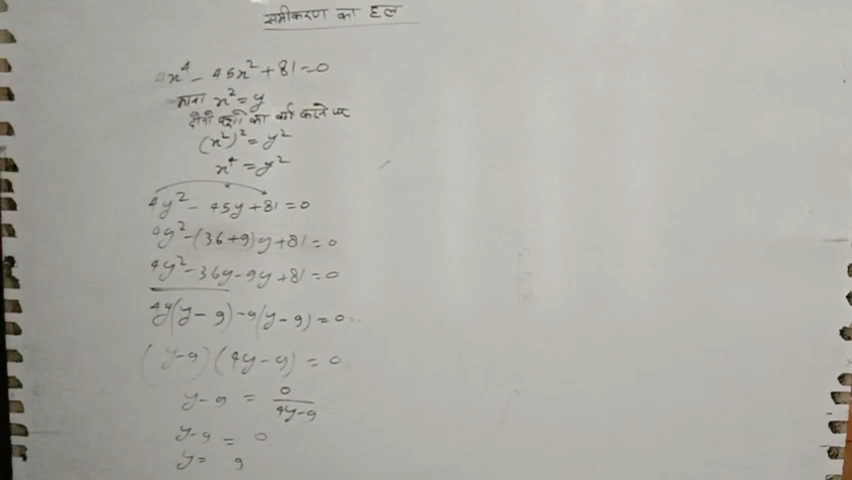 समीकरण का हल
4x⁴ - 45x² + 81 = 0
माना x² = y
दोनों पक्षों का वर्ग करने पर
(x²)² = y²
x⁴ = y²
4y² - 45y + 81 = 0
4y² - (36+9)y + 81 = 0
4y² - 36y - 9y + 81 = 0
4y(y - 9) - 9(y - 9) = 0
(y-9) (4y - 9) = 0
y - 9 = 0/4y-9
y-9 = 0
y = 9